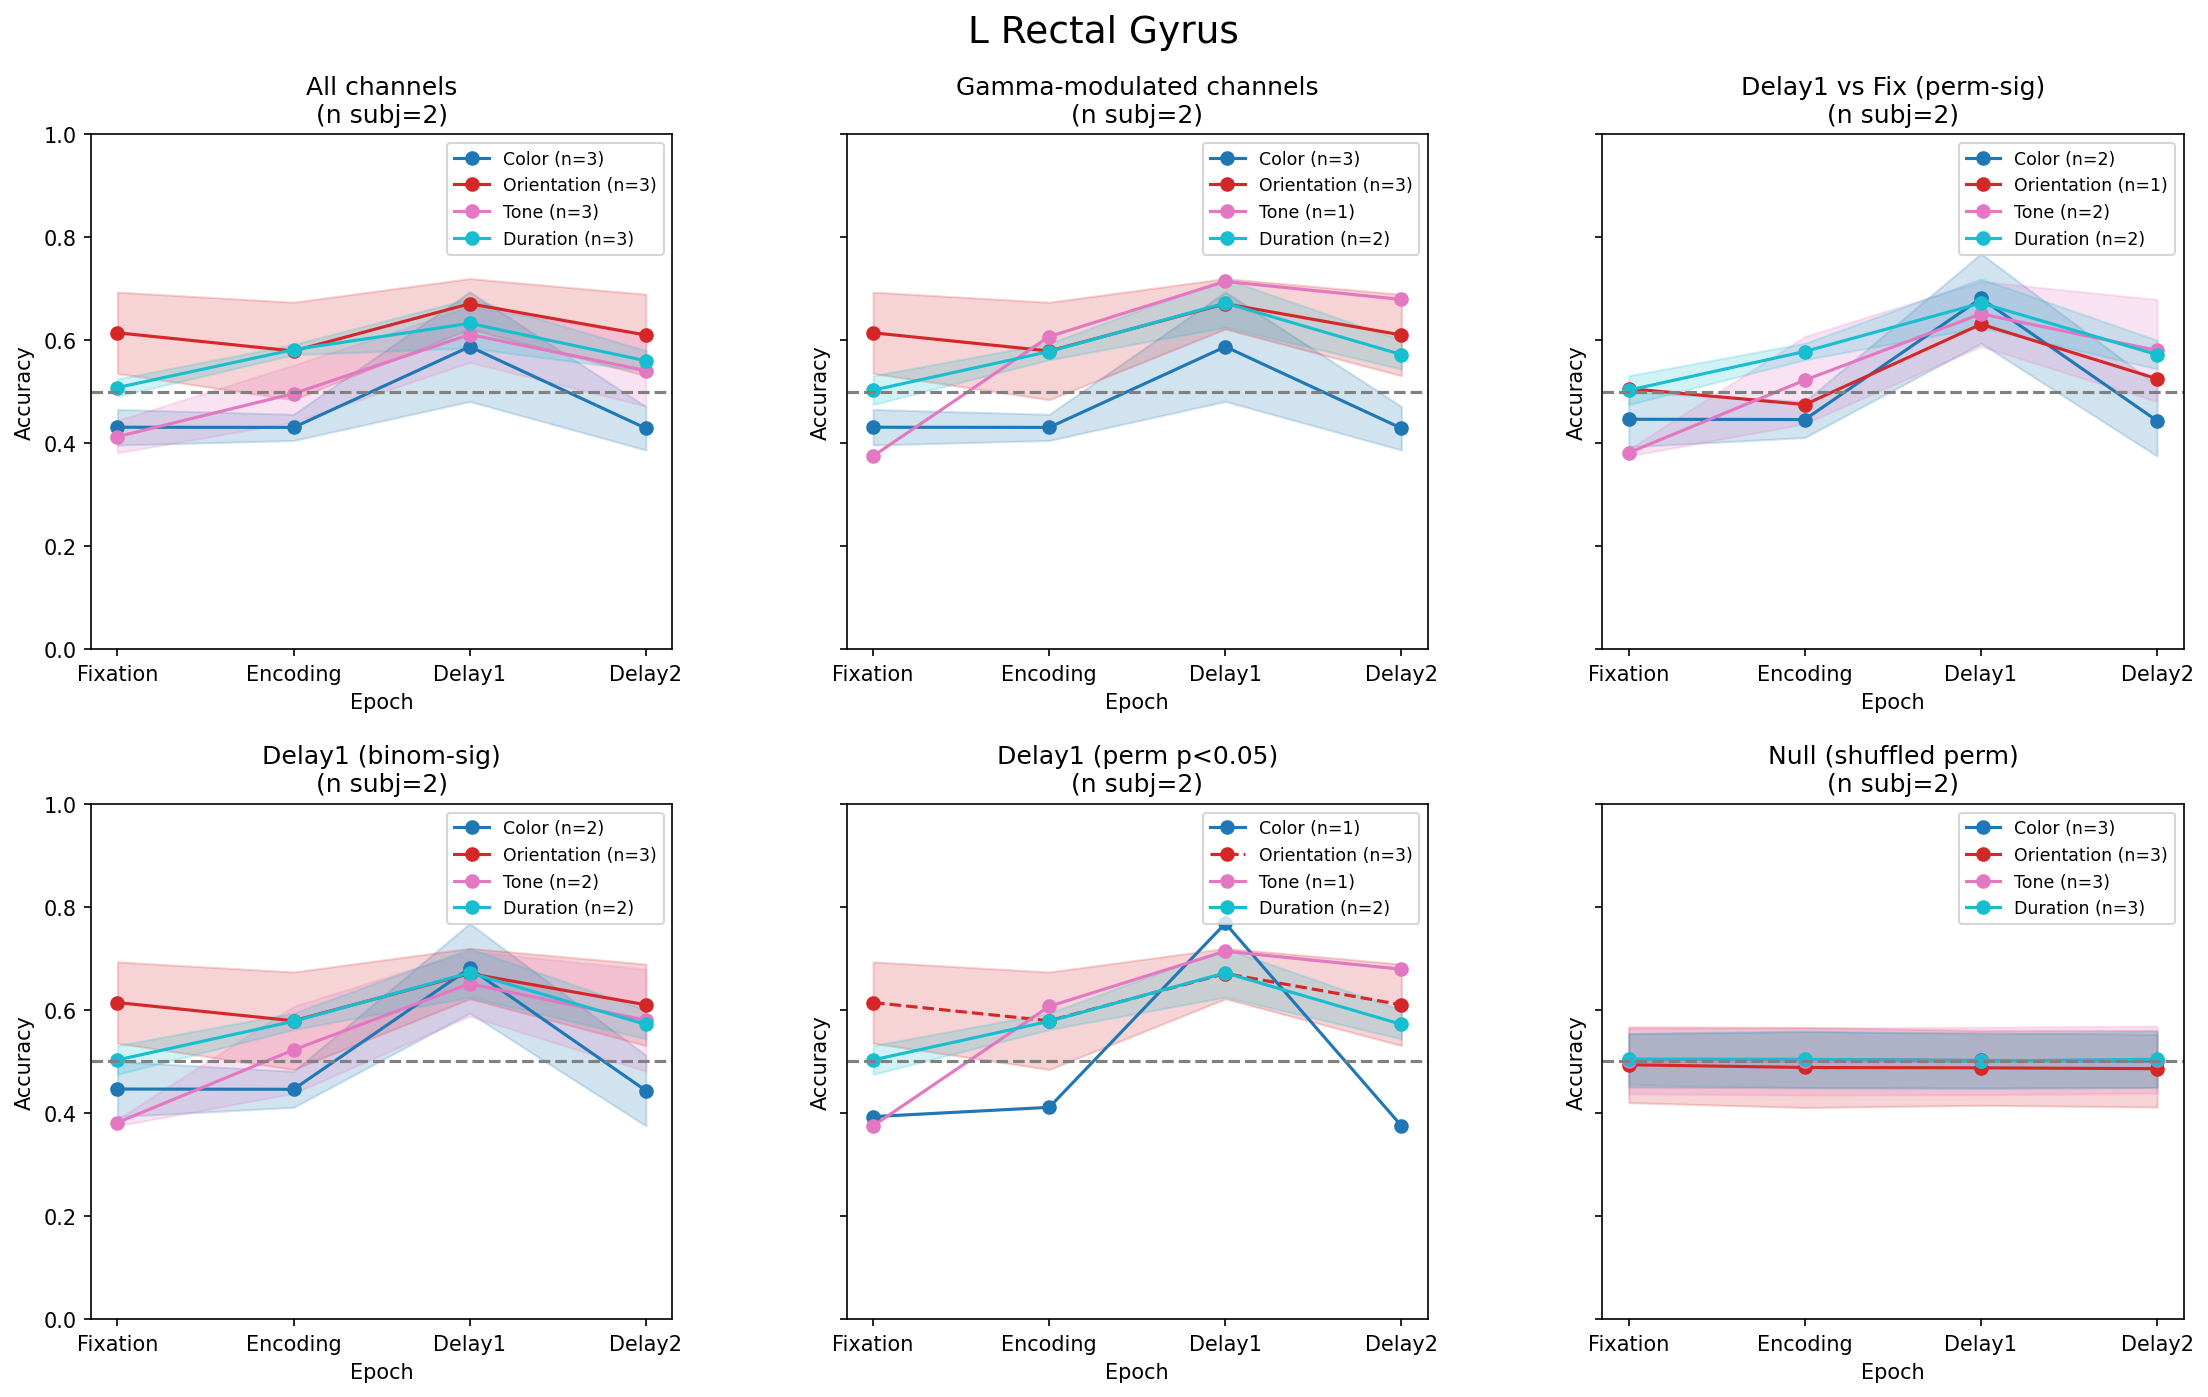 L Rectal Gyrus
All channels
(n subj=2)
Accuracy
1.0
0.8
0.6
0.4
0.2
0.0
Color (n=3)
Orientation (n=3)
Tone (n=3)
Duration (n=3)
Fixation Encoding Delay1 Delay2
Epoch
Gamma-modulated channels
(n subj=2)
Accuracy
Color (n=3)
Orientation (n=3)
Tone (n=1)
Duration (n=2)
Fixation Encoding Delay1 Delay2
Epoch
Delay1 vs Fix (perm-sig)
(n subj=2)
Accuracy
Color (n=2)
Orientation (n=1)
Tone (n=2)
Duration (n=2)
Fixation Encoding Delay1 Delay2
Epoch
Delay1 (binom-sig)
(n subj=2)
Accuracy
1.0
0.8
0.6
0.4
0.2
0.0
Color (n=2)
Orientation (n=3)
Tone (n=2)
Duration (n=2)
Fixation Encoding Delay1 Delay2
Epoch
Delay1 (perm p<0.05)
(n subj=2)
Accuracy
Color (n=1)
Orientation (n=3)
Tone (n=1)
Duration (n=2)
Fixation Encoding Delay1 Delay2
Epoch
Null (shuffled perm)
(n subj=2)
Accuracy
Color (n=3)
Orientation (n=3)
Tone (n=3)
Duration (n=3)
Fixation Encoding Delay1 Delay2
Epoch